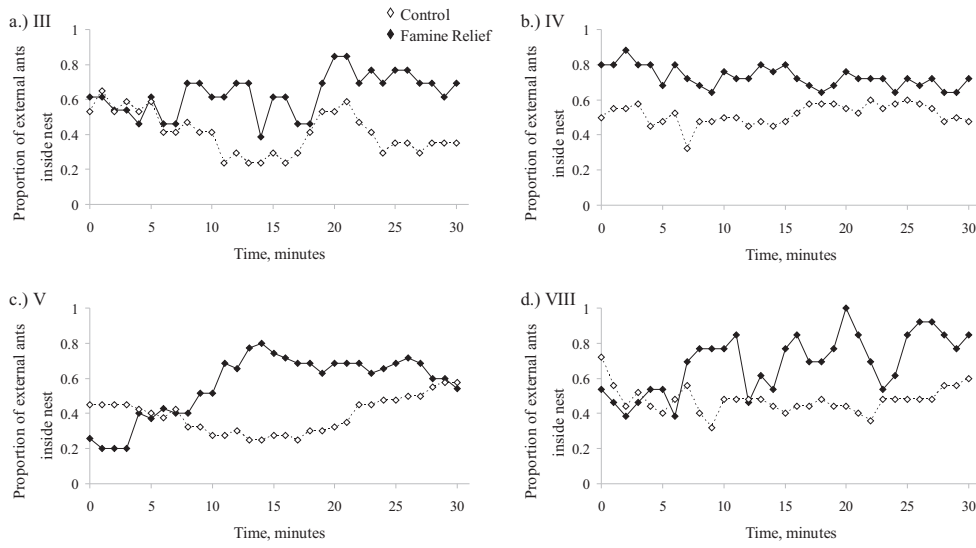 a.) III
◇ Control
◆ Famine Relief
Proportion of external ants
inside nest
1
0.8
0.6
0.4
0.2
0
0 5 10 15 20 25 30
Time, minutes
b.) IV
Proportion of external ants
inside nest
1
0.8
0.6
0.4
0.2
0
0 5 10 15 20 25 30
Time, minutes
c.) V
Proportion of external ants
inside nest
1
0.8
0.6
0.4
0.2
0
0 5 10 15 20 25 30
Time, minutes
d.) VIII
Proportion of external ants
inside nest
1
0.8
0.6
0.4
0.2
0
0 5 10 15 20 25 30
Time, minutes